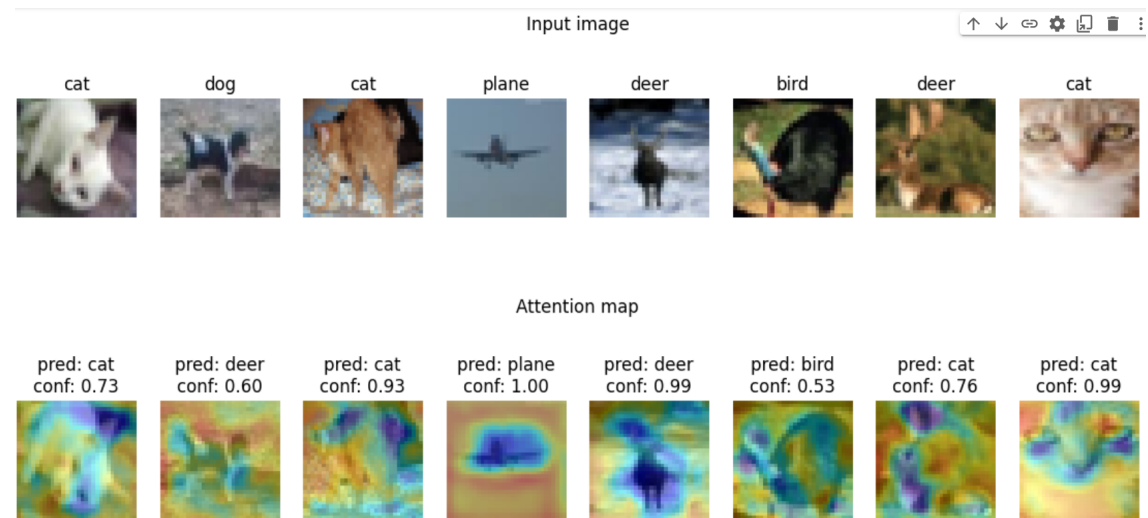 Input image
cat dog cat plane deer bird deer cat
Attention map
pred: cat pred: deer pred: cat pred: plane pred: deer pred: bird pred: cat pred: cat
conf: 0.73 conf: 0.60 conf: 0.93 conf: 1.00 conf: 0.99 conf: 0.53 conf: 0.76 conf: 0.99